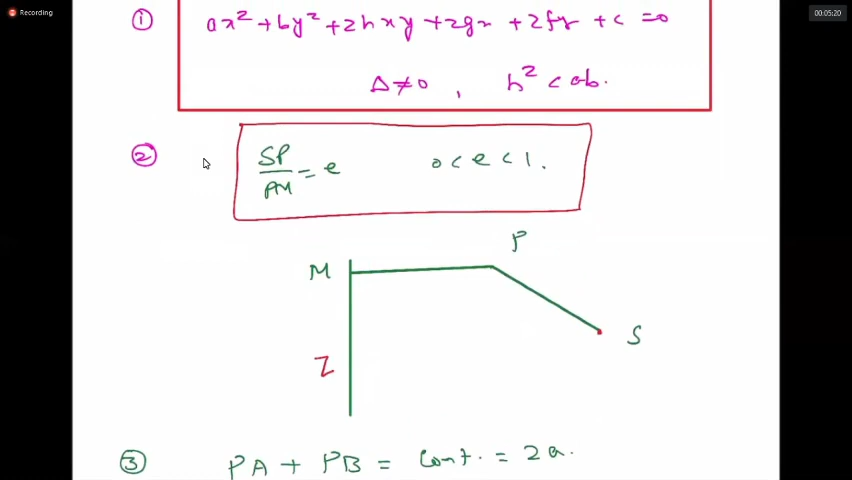 Recording
00:05:20
① ax² + by² + 2hxy + 2gx + 2fy + c = 0
Δ ≠ 0 , h² < ab.
② SP/PM = e 0 < e < 1.
P
M
S
Z
③ PA + PB = Cont. = 2a.